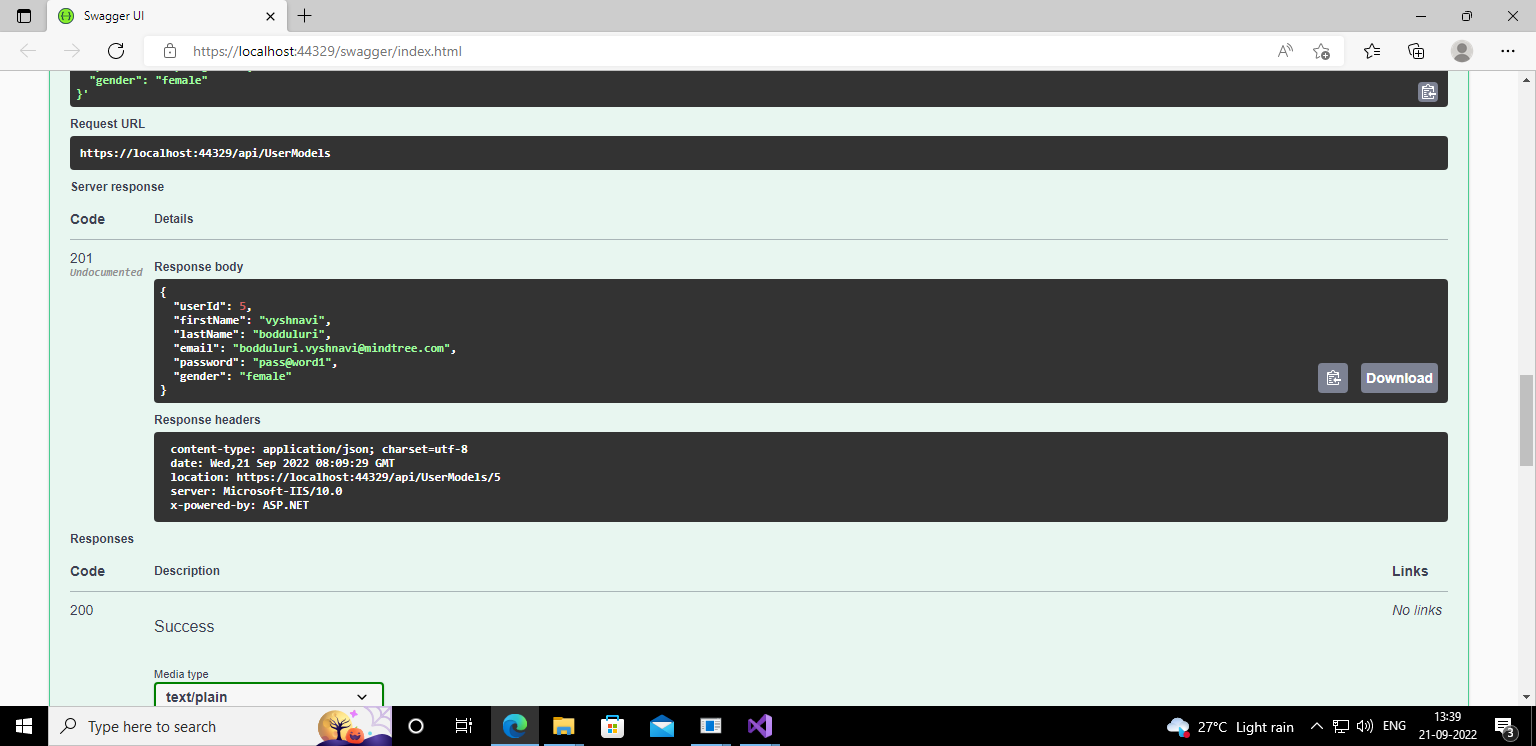 Swagger UI
https://localhost:44329/swagger/index.html
"gender": "female"
}'
Request URL
https://localhost:44329/api/UserModels
Server response
Code Details
201
Undocumented
Response body
{
"userId": 5,
"firstName": "vyshnavi",
"lastName": "bodduluri",
"email": "bodduluri.vyshnavi@mindtree.com",
"password": "pass@word1",
"gender": "female"
}
Download
Response headers
content-type: application/json; charset=utf-8
date: Wed,21 Sep 2022 08:09:29 GMT
location: https://localhost:44329/api/UserModels/5
server: Microsoft-IIS/10.0
x-powered-by: ASP.NET
Responses
Code Description Links
200 No links
Success
Media type
text/plain
Type here to search
27°C Light rain
ENG
13:39
21-09-2022
3